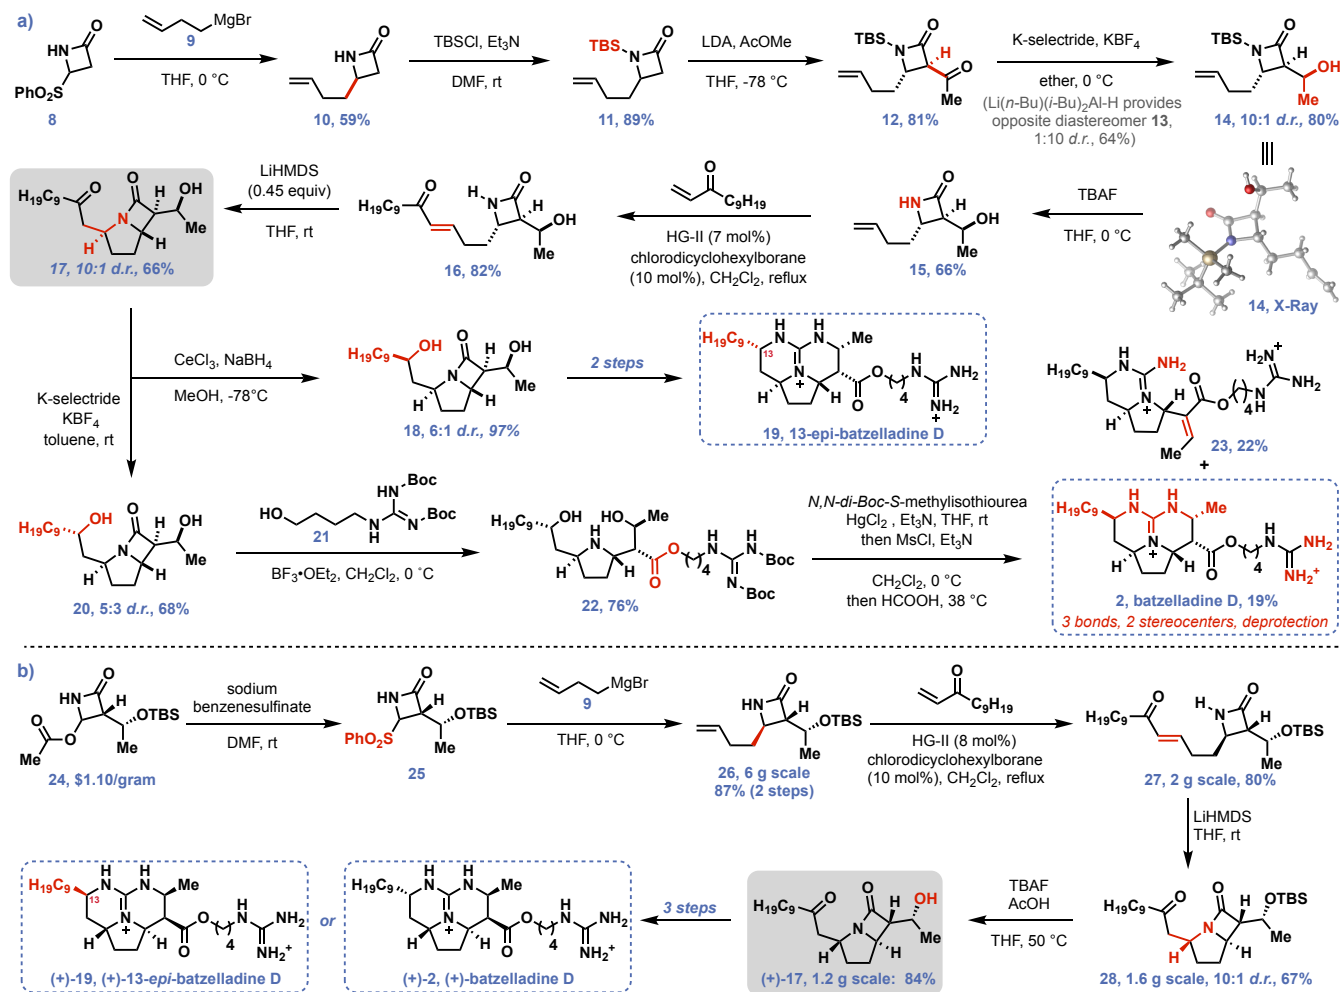 a)
HN
O
PhO2S
8
MgBr
9
THF, 0 °C
HN
O
10, 59%
TBSCl, Et3N
DMF, rt
TBS
N
O
11, 89%
LDA, AcOMe
THF, -78 °C
TBS
N
O
H
O
Me
12, 81%
K-selectride, KBF4
ether, 0 °C
(Li(n-Bu)(i-Bu)2Al-H provides
opposite diastereomer 13,
1:10 d.r., 64%)
TBS
N
O
H
OH
Me
14, 10:1 d.r., 80%
14, X-Ray
TBAF
THF, 0 °C
O
HN
H
OH
Me
15, 66%
O
C9H19
HG-II (7 mol%)
chlorodicyclohexylborane
(10 mol%), CH2Cl2, reflux
O
H19C9
H
N
O
H
OH
Me
16, 82%
LiHMDS
(0.45 equiv)
THF, rt
H19C9
O
O
H
OH
N
Me
H
H
17, 10:1 d.r., 66%
CeCl3, NaBH4
MeOH, -78°C
H19C9
OH
O
H
OH
N
Me
H
H
18, 6:1 d.r., 97%
2 steps
H19C9
13
H
N
H
N
Me
N
+
H
H
O
O
4
H
N
NH2
NH2
+
19, 13-epi-batzelladine D
H19C9
H
N
NH2
N
+
H
H
O
O
4
N
H
NH2
+
NH2
Me
23, 22%
+
K-selectride
KBF4
toluene, rt
H19C9
OH
O
H
OH
N
Me
H
H
20, 5:3 d.r., 68%
HO
21
N
H
HN
Boc
N
Boc
BF3•OEt2, CH2Cl2, 0 °C
H19C9
OH
HO
Me
H
N
H
H
O
O
4
H
N
HN
Boc
N
Boc
22, 76%
N,N-di-Boc-S-methylisothiourea
HgCl2 , Et3N, THF, rt
then MsCl, Et3N
CH2Cl2, 0 °C
then HCOOH, 38 °C
H19C9
H
N
H
N
Me
N
+
H
H
O
O
4
H
N
NH2
NH2
+
2, batzelladine D, 19%
3 bonds, 2 stereocenters, deprotection
b)
HN
O
H
OTBS
Me
O
O
24, $1.10/gram
sodium
benzenesulfinate
DMF, rt
HN
O
H
OTBS
PhO2S
Me
25
MgBr
9
THF, 0 °C
HN
O
H
OTBS
Me
26, 6 g scale
87% (2 steps)
O
C9H19
HG-II (8 mol%)
chlorodicyclohexylborane
(10 mol%), CH2Cl2, reflux
H19C9
O
H
N
O
H
OTBS
Me
27, 2 g scale, 80%
LiHMDS
THF, rt
H19C9
O
O
H
OTBS
N
Me
H
H
28, 1.6 g scale, 10:1 d.r., 67%
TBAF
AcOH
THF, 50 °C
H19C9
O
O
H
OH
N
Me
H
H
(+)-17, 1.2 g scale: 84%
3 steps
H19C9
H
N
H
N
Me
N
+
H
H
O
O
4
H
N
NH2
NH2
+
(+)-2, (+)-batzelladine D
or
H19C9
13
H
N
H
N
Me
N
+
H
H
O
O
4
H
N
NH2
NH2
+
(+)-19, (+)-13-epi-batzelladine D